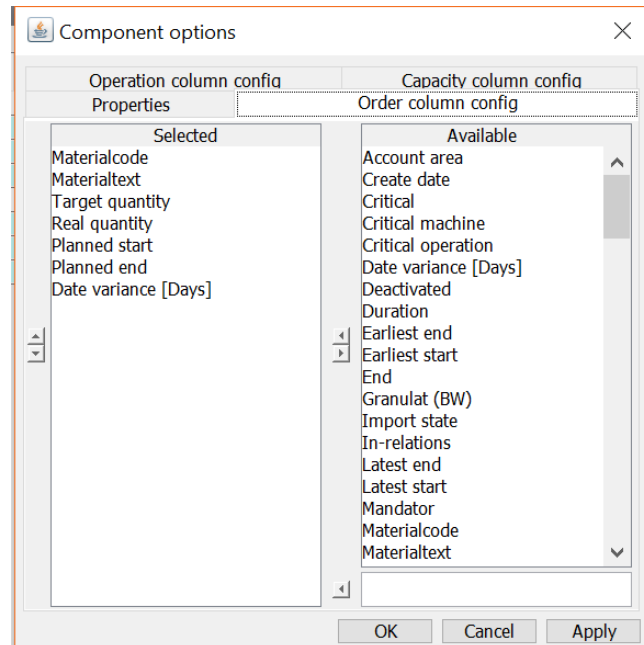 Component options
Operation column config
Capacity column config
Properties
Order column config
Selected
Materialcode
Materialtext
Target quantity
Real quantity
Planned start
Planned end
Date variance [Days]
Available
Account area
Create date
Critical
Critical machine
Critical operation
Date variance [Days]
Deactivated
Duration
Earliest end
Earliest start
End
Granulat (BW)
Import state
In-relations
Latest end
Latest start
Mandator
Materialcode
Materialtext
OK
Cancel
Apply